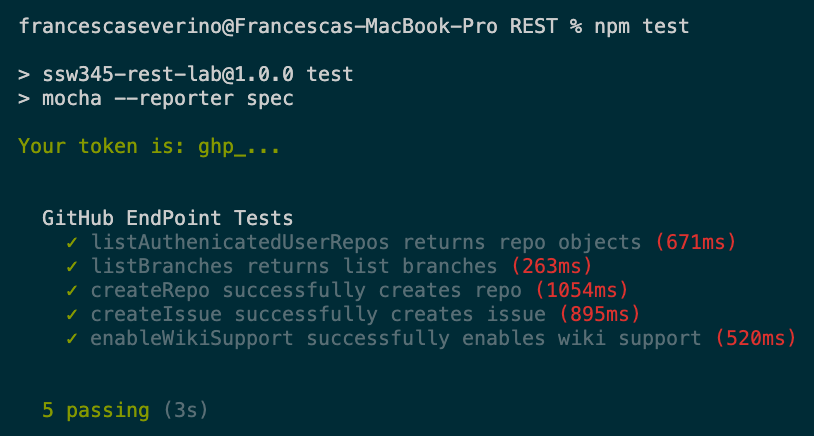 francescaseverino@Francescas-MacBook-Pro REST % npm test
> ssw345-rest-lab@1.0.0 test
> mocha --reporter spec
Your token is: ghp_...
GitHub EndPoint Tests
✓ listAuthenicatedUserRepos returns repo objects (671ms)
✓ listBranches returns list branches (263ms)
✓ createRepo successfully creates repo (1054ms)
✓ createIssue successfully creates issue (895ms)
✓ enableWikiSupport successfully enables wiki support (520ms)
5 passing (3s)